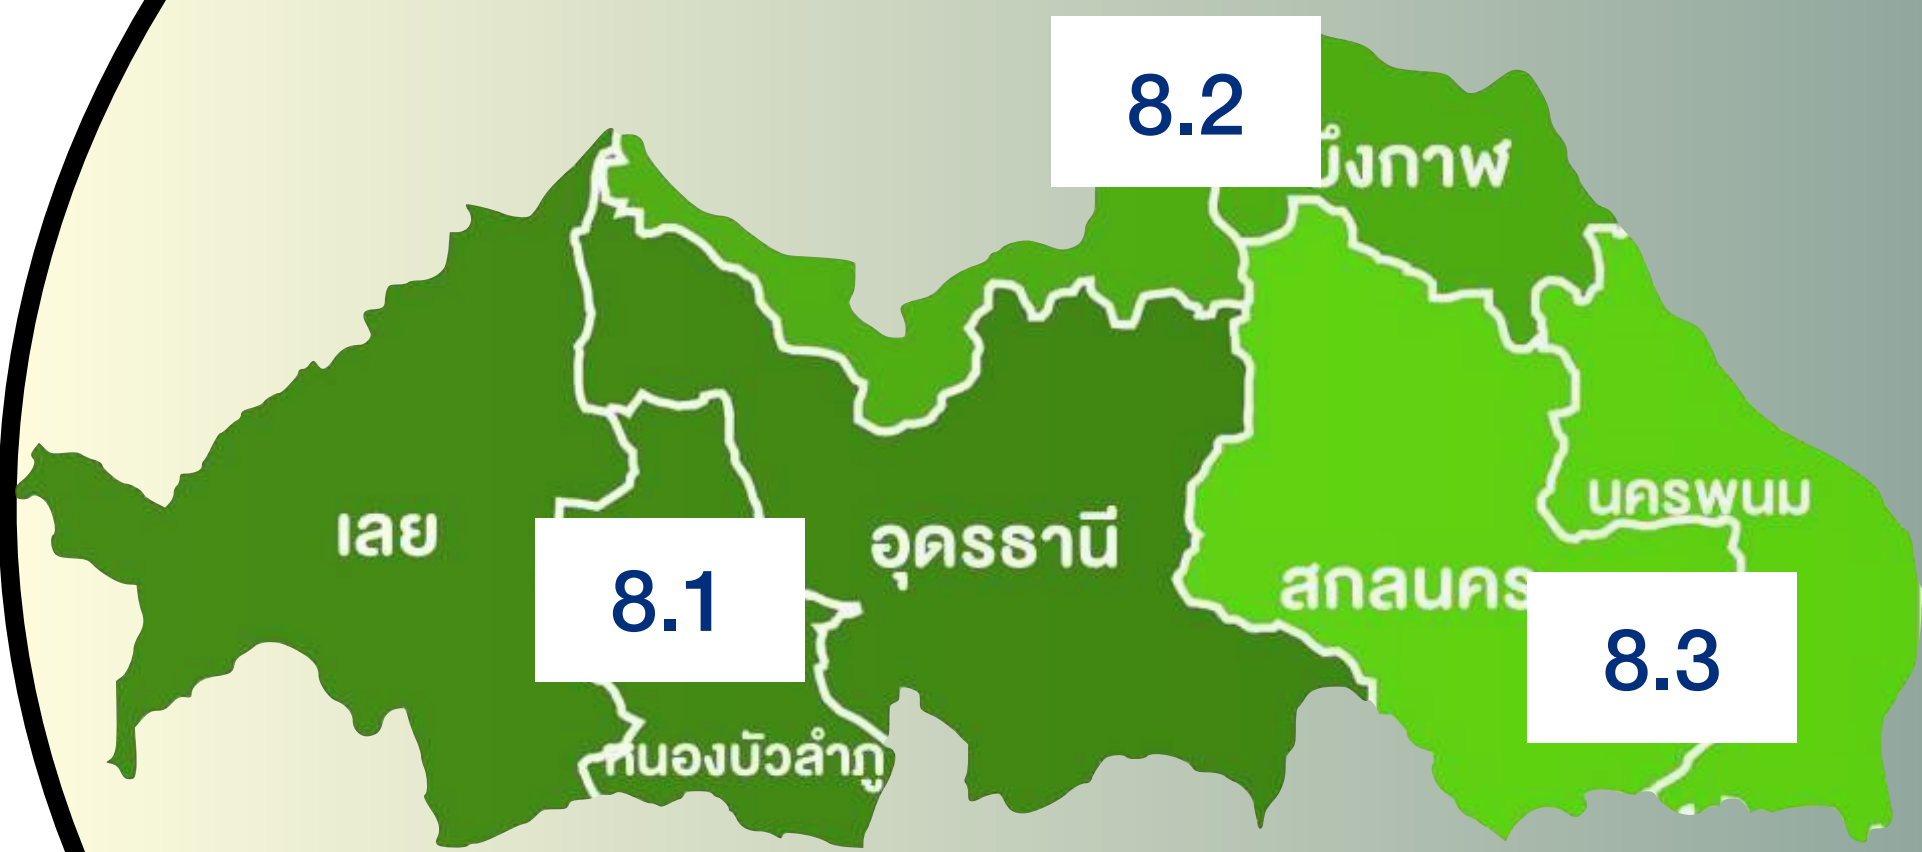 8.2
บึงกาฬ
นครพนม
เลย
อุดรธานี
สกลนคร
8.1
8.3
หนองบัวลำภู